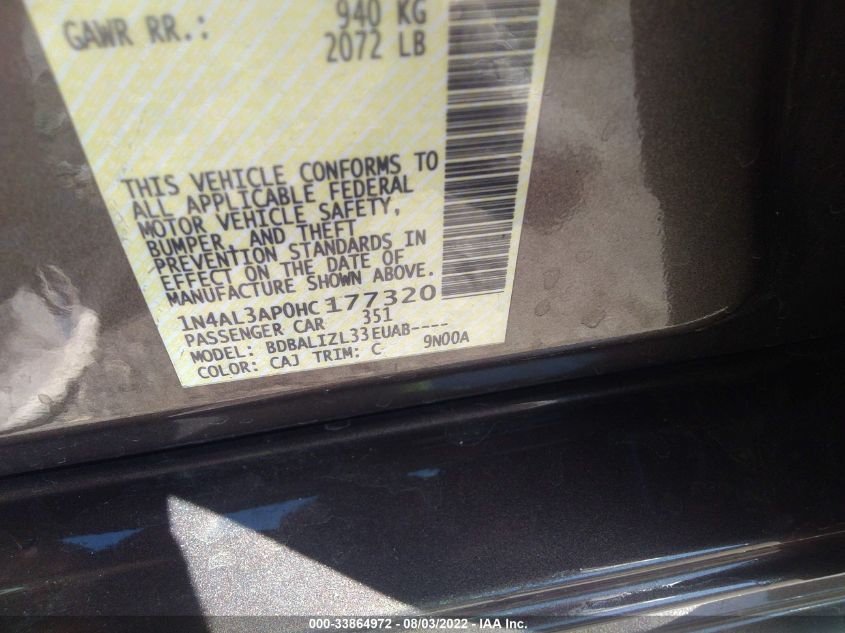 GAWR RR.: 940 KG
2072 LB
THIS VEHICLE CONFORMS TO
ALL APPLICABLE FEDERAL
MOTOR VEHICLE SAFETY,
BUMPER, AND THEFT
PREVENTION STANDARDS IN
EFFECT ON THE DATE OF
MANUFACTURE SHOWN ABOVE.
1N4AL3AP0HC177320
PASSENGER CAR 351
MODEL: BDBALIZL33EUAB----
COLOR: CAJ TRIM: C 9N00A
000-33864972 - 08/03/2022 - IAA Inc.